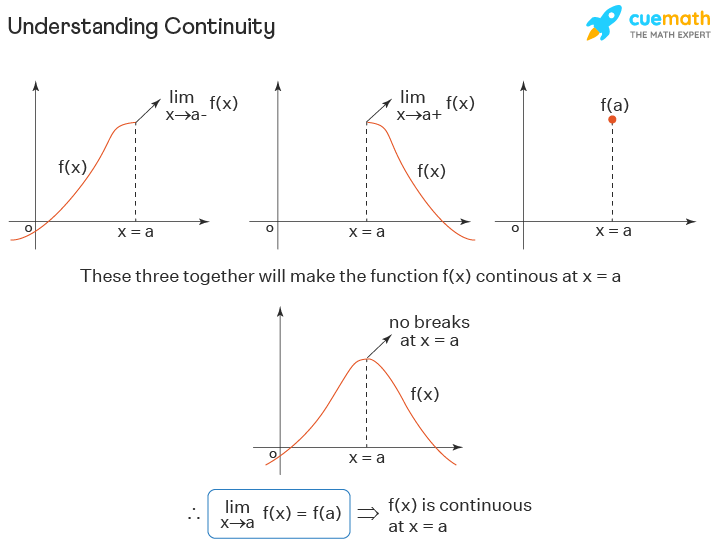 Understanding Continuity
cuemath
THE MATH EXPERT
lim f(x)
x→a-
f(x)
o
x = a
lim f(x)
x→a+
f(x)
o
x = a
f(a)
o
x = a
These three together will make the function f(x) continous at x = a
no breaks
at x = a
f(x)
o
x = a
∴ lim f(x) = f(a) ⇒ f(x) is continuous
x→a at x = a